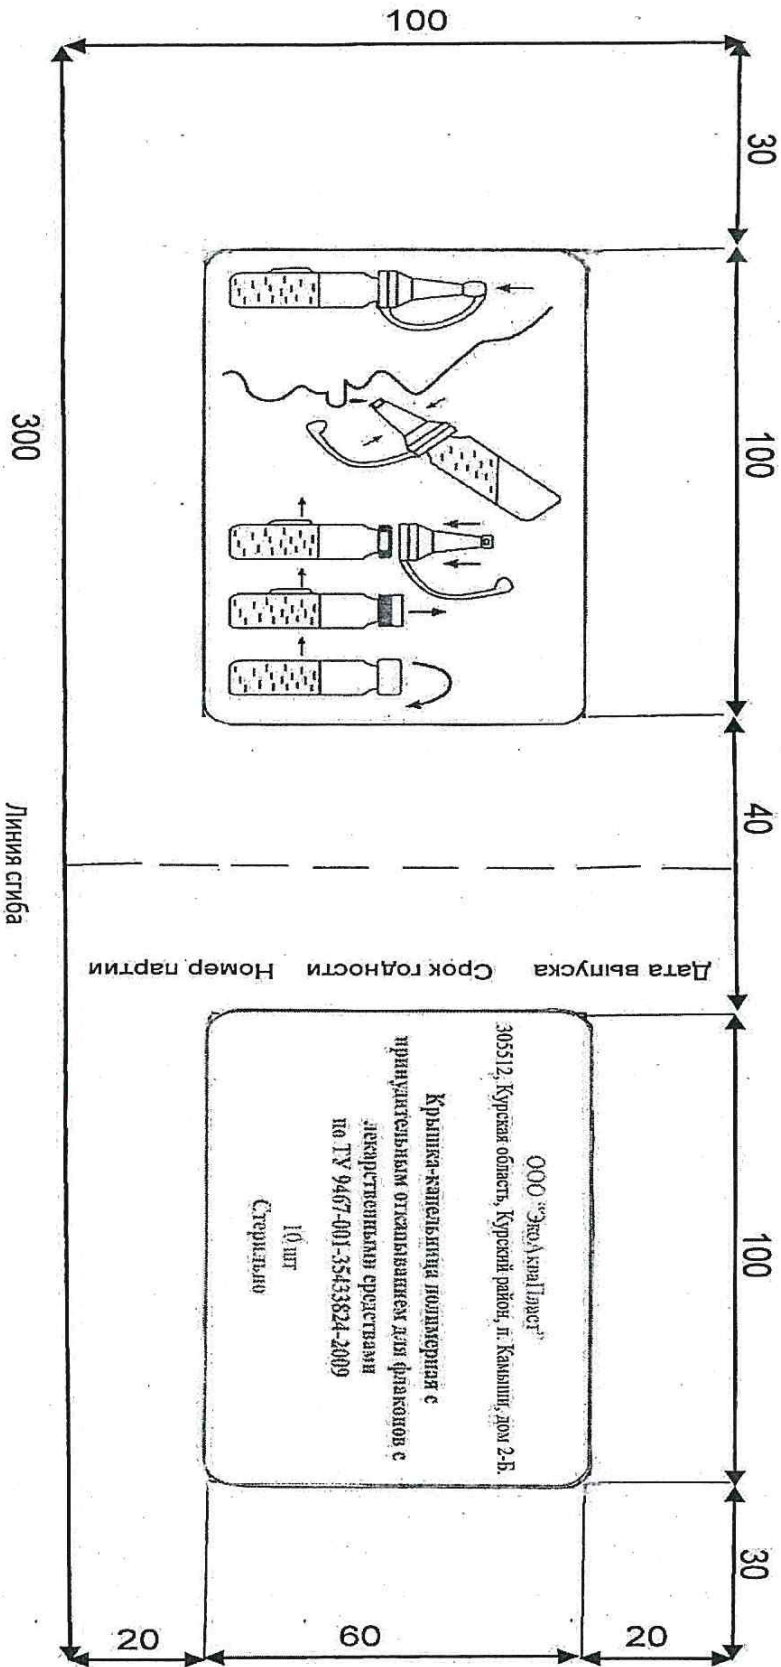 100
30
100
40
100
30
20
60
20
300
Линия сгиба
Дата выпуска
Срок годности
Номер партии
ООО "ЭкоАкваПласт"
305512, Курская область, Курский район, п. Камыши, дом 2-Б.
Крышка-капельница полимерная с
принудительным откапыванием для флаконов с
лекарственными средствами
по ТУ 9467-001-35433824-2009
10 шт
Стерильно